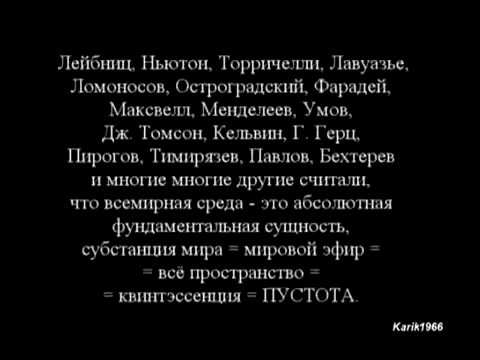 Лейбниц, Ньютон, Торричелли, Лавуазье,
Ломоносов, Остроградский, Фарадей,
Максвелл, Менделеев, Умов,
Дж. Томсон, Кельвин, Г. Герц,
Пирогов, Тимирязев, Павлов, Бехтерев
и многие многие другие считали,
что всемирная среда - это абсолютная
фундаментальная сущность,
субстанция мира = мировой эфир =
= всё пространство =
= квинтэссенция = ПУСТОТА.
Karik1966